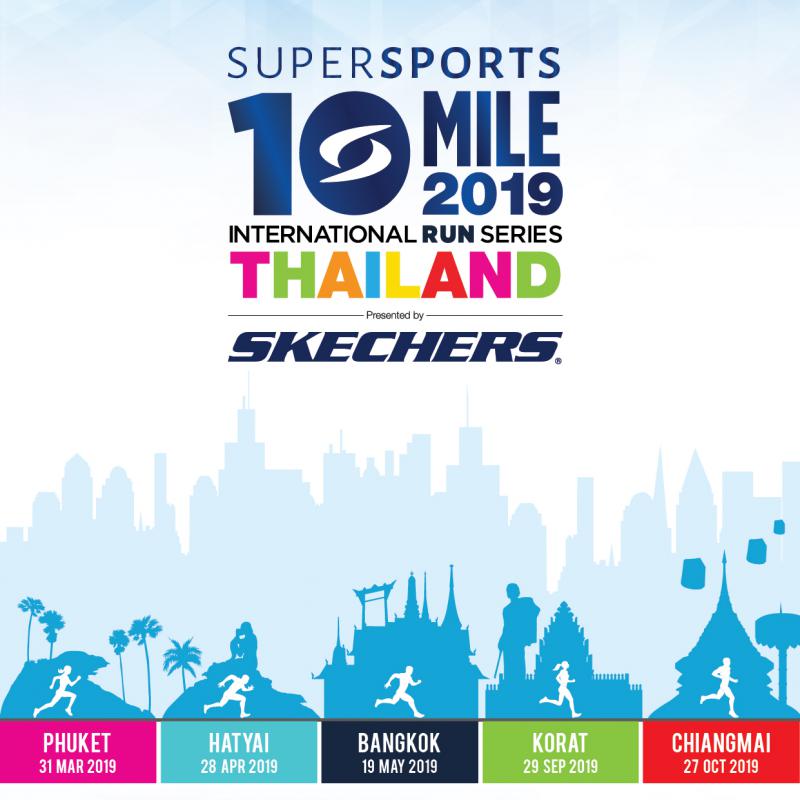 SUPERSPORTS
10 MILE
2019
INTERNATIONAL RUN SERIES
THAILAND
Presented by
SKECHERS®
PHUKET
31 MAR 2019
HATYAI
28 APR 2019
BANGKOK
19 MAY 2019
KORAT
29 SEP 2019
CHIANGMAI
27 OCT 2019